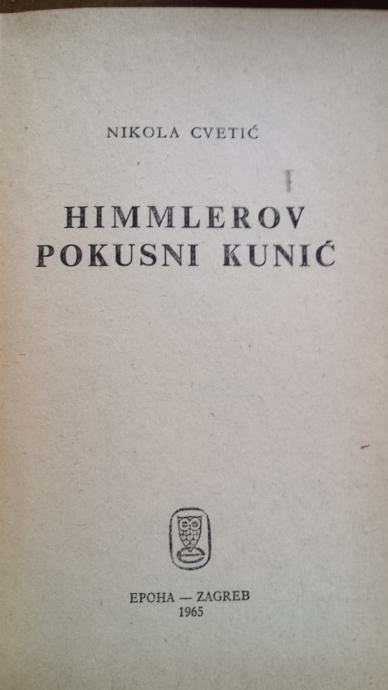 NIKOLA CVETIĆ
HIMMLEROV
POKUSNI KUNIĆ
EPOHA — ZAGREB
1965